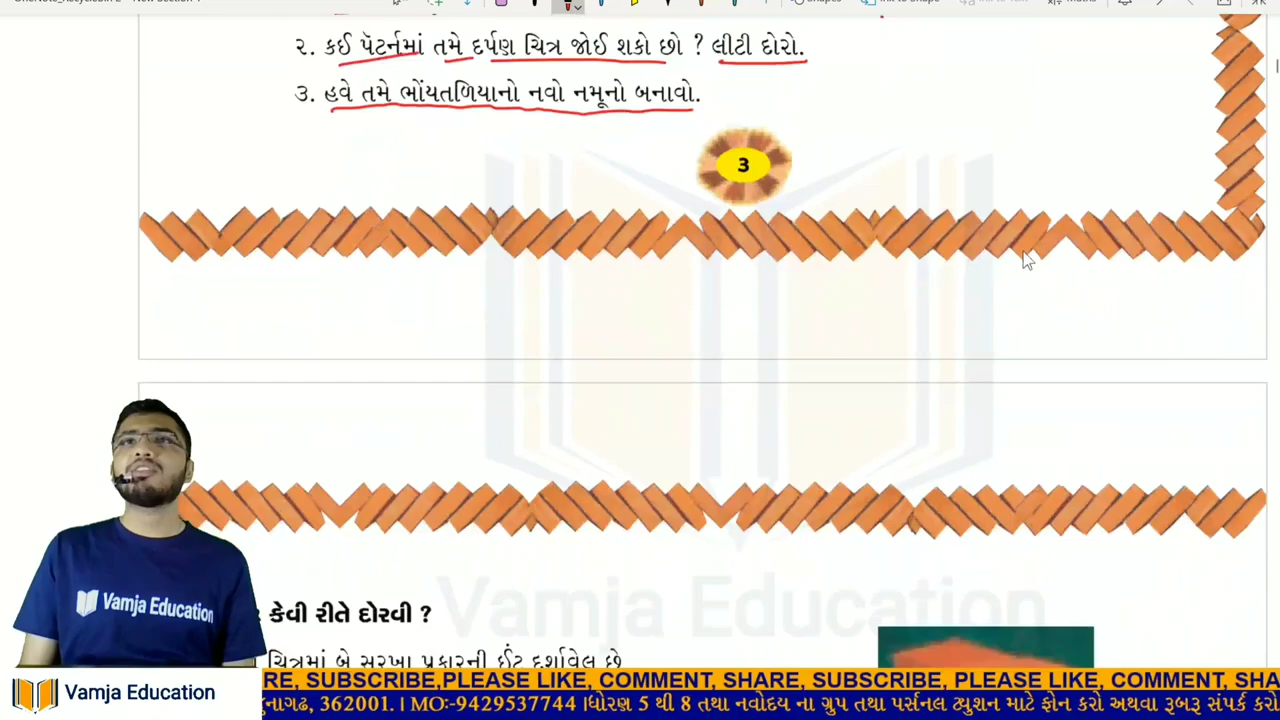 ૨. કઈ પૅટર્નમાં તમે દર્પણ ચિત્ર જોઈ શકો છો ? લીટી દોરો.
૩. હવે તમે ભોંયતળિયાનો નવો નમૂનો બનાવો.
3
કેવી રીતે દોરવી ?
ચિત્રમાં બે સરખા પ્રકારની ઈંટ દર્શાવેલ છે
Vamja Education
Vamja Education
Vamja Education
RE, SUBSCRIBE,PLEASE LIKE, COMMENT, SHARE, SUBSCRIBE, PLEASE LIKE, COMMENT, SHA
નાગઢ, 362001. | MO:-9429537744 |ધોરણ 5 થી 8 તથા નવોદય ના ગ્રુપ તથા પર્સનલ ટ્યુશન માટે ફોન કરો અથવા રૂબરૂ સંપર્ક કરો